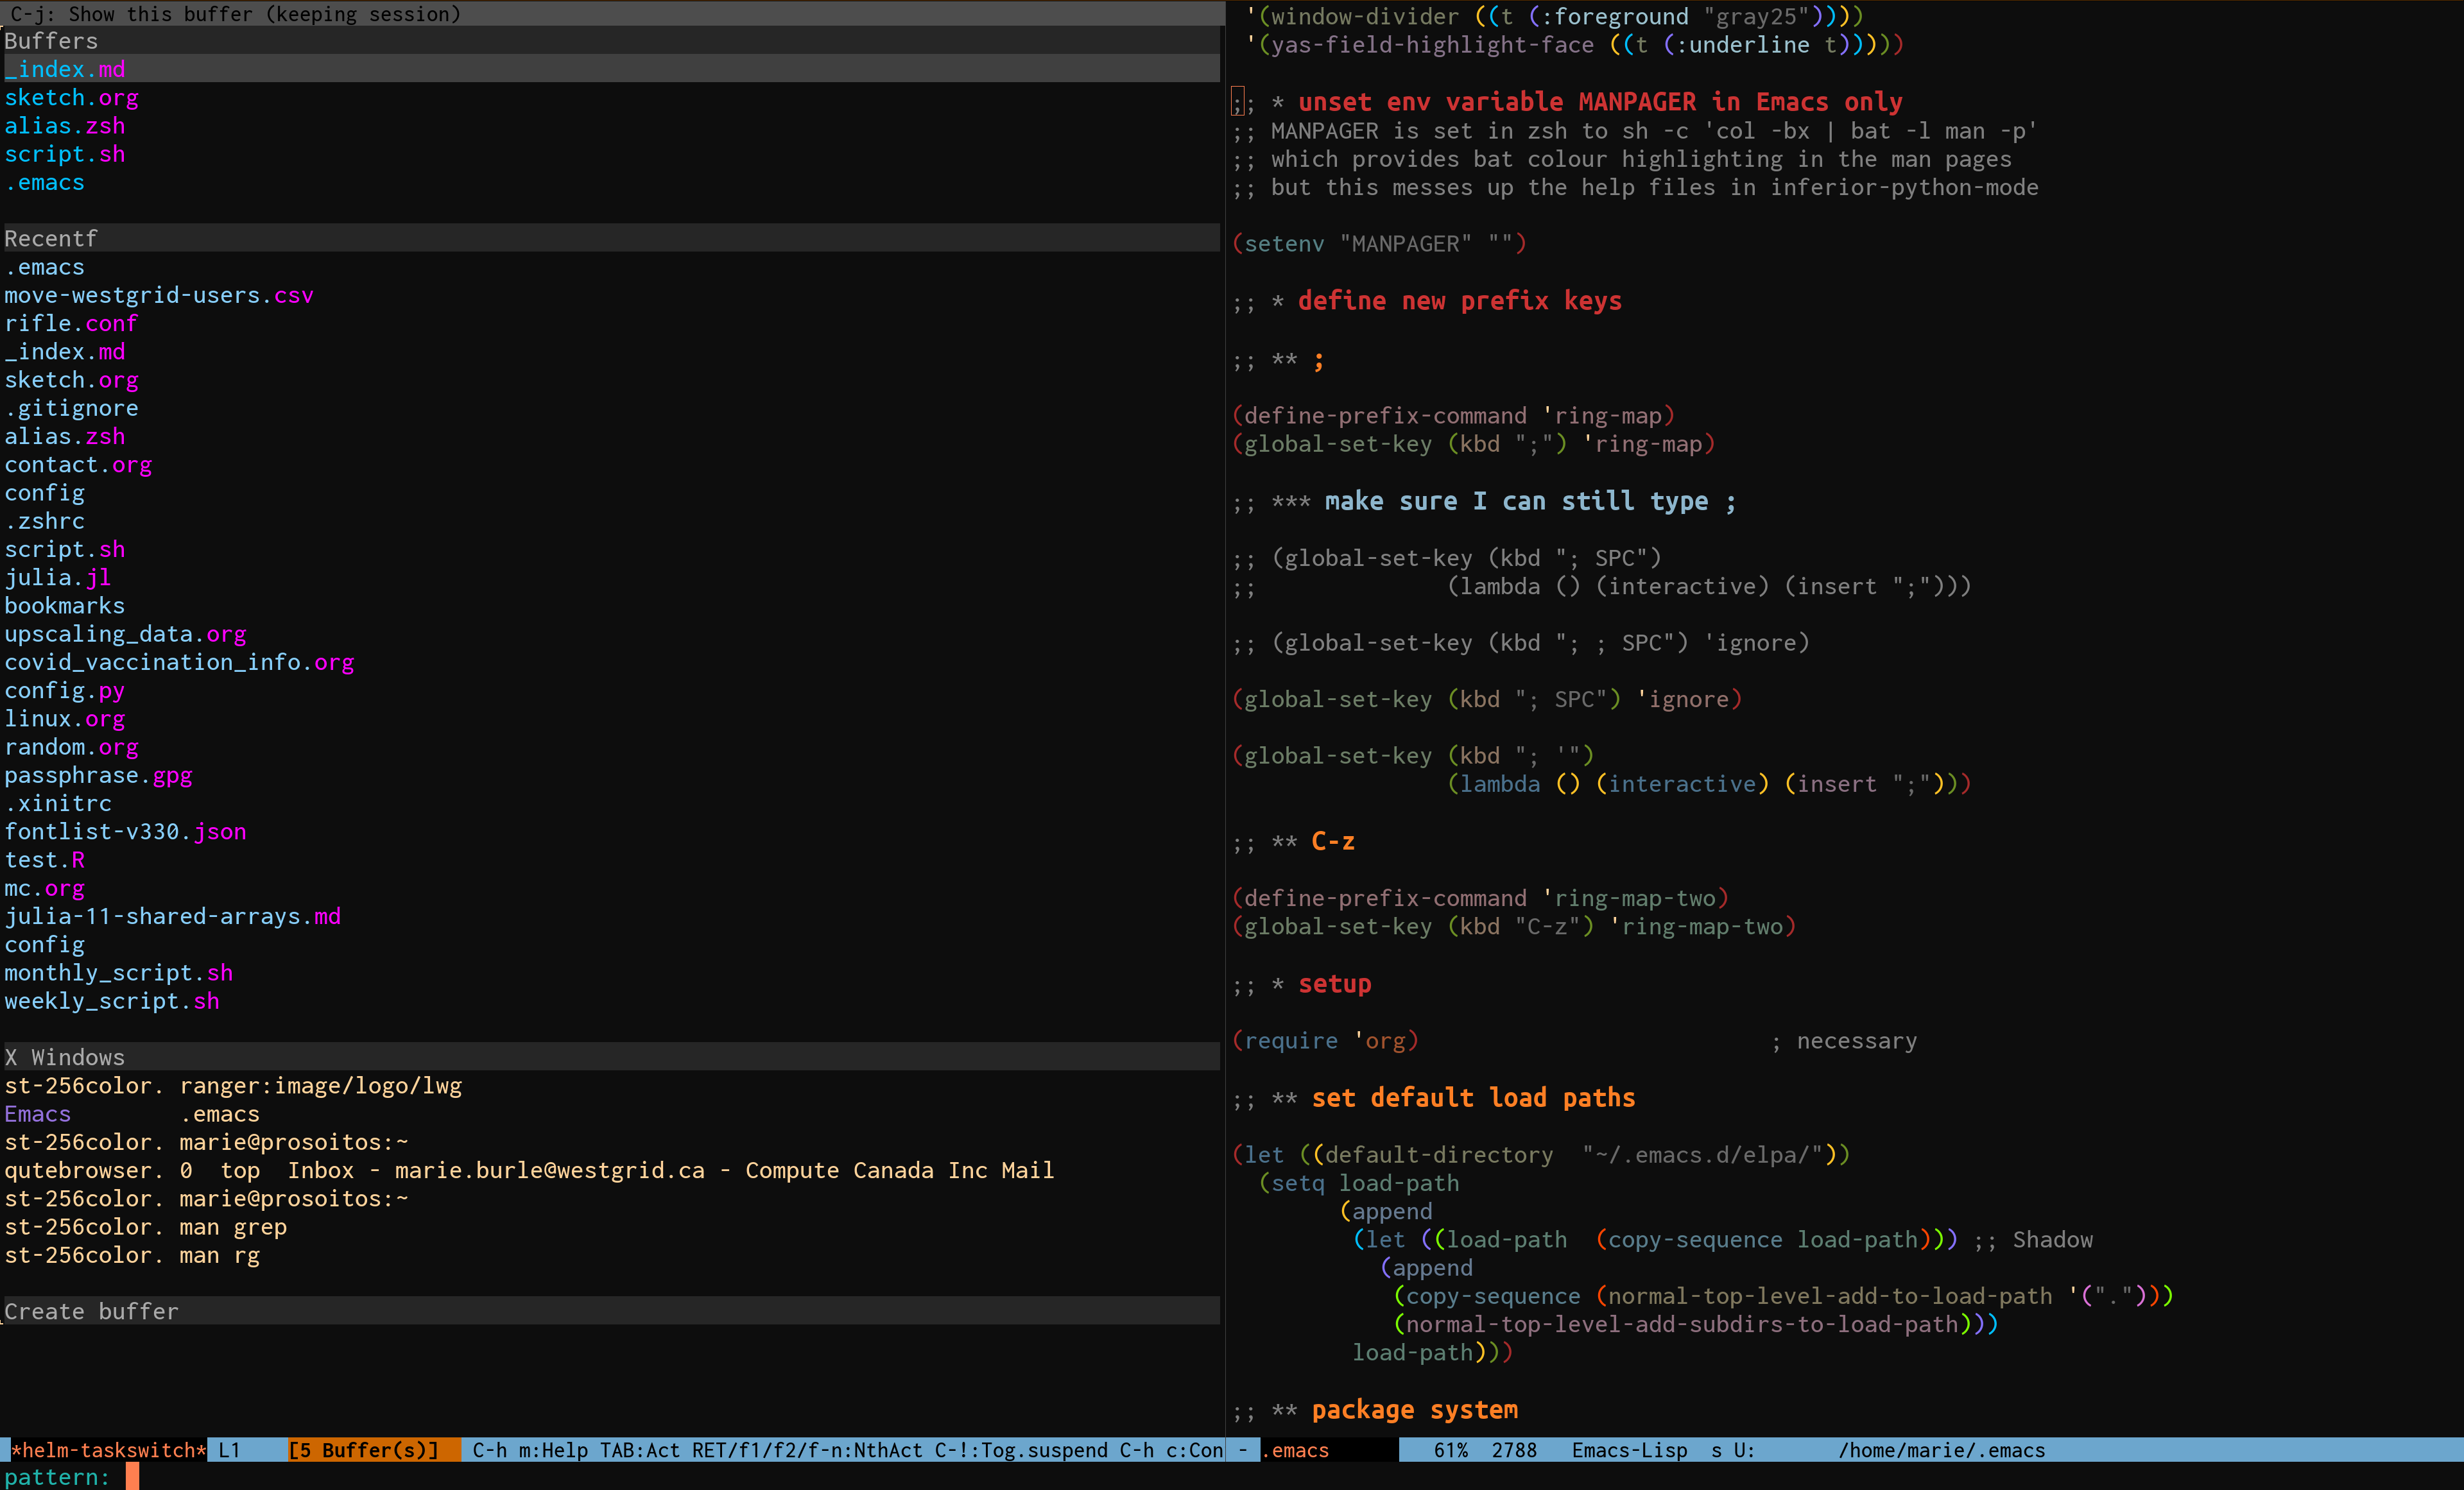 C-j: Show this buffer (keeping session)
Buffers
_index.md
sketch.org
alias.zsh
script.sh
.emacs
Recentf
.emacs
move-westgrid-users.csv
rifle.conf
_index.md
sketch.org
.gitignore
alias.zsh
contact.org
config
.zshrc
script.sh
julia.jl
bookmarks
upscaling_data.org
covid_vaccination_info.org
config.py
linux.org
random.org
passphrase.gpg
.xinitrc
fontlist-v330.json
test.R
mc.org
julia-11-shared-arrays.md
config
monthly_script.sh
weekly_script.sh
X Windows
st-256color. ranger:image/logo/lwg
Emacs        .emacs
st-256color. marie@prosoitos:~
qutebrowser. 0  top  Inbox - marie.burle@westgrid.ca - Compute Canada Inc Mail
st-256color. marie@prosoitos:~
st-256color. man grep
st-256color. man rg
Create buffer
*helm-taskswitch* L1    [5 Buffer(s)]  C-h m:Help TAB:Act RET/f1/f2/f-n:NthAct C-!:Tog.suspend C-h c:Con
pattern:
'(window-divider ((t (:foreground "gray25"))))
'(yas-field-highlight-face ((t (:underline t)))))
;; * unset env variable MANPAGER in Emacs only
;; MANPAGER is set in zsh to sh -c 'col -bx | bat -l man -p'
;; which provides bat colour highlighting in the man pages
;; but this messes up the help files in inferior-python-mode
(setenv "MANPAGER" "")
;; * define new prefix keys
;; ** ;
(define-prefix-command 'ring-map)
(global-set-key (kbd ";") 'ring-map)
;; *** make sure I can still type ;
;; (global-set-key (kbd "; SPC")
;;              (lambda () (interactive) (insert ";")))
;; (global-set-key (kbd "; ; SPC") 'ignore)
(global-set-key (kbd "; SPC") 'ignore)
(global-set-key (kbd "; '")
                (lambda () (interactive) (insert ";")))
;; ** C-z
(define-prefix-command 'ring-map-two)
(global-set-key (kbd "C-z") 'ring-map-two)
;; * setup
(require 'org)                          ; necessary
;; ** set default load paths
(let ((default-directory  "~/.emacs.d/elpa/"))
  (setq load-path
        (append
         (let ((load-path  (copy-sequence load-path))) ;; Shadow
           (append
            (copy-sequence (normal-top-level-add-to-load-path '(".")))
            (normal-top-level-add-subdirs-to-load-path)))
         load-path)))
;; ** package system
- .emacs        61%  2788   Emacs-Lisp  s U:      /home/marie/.emacs